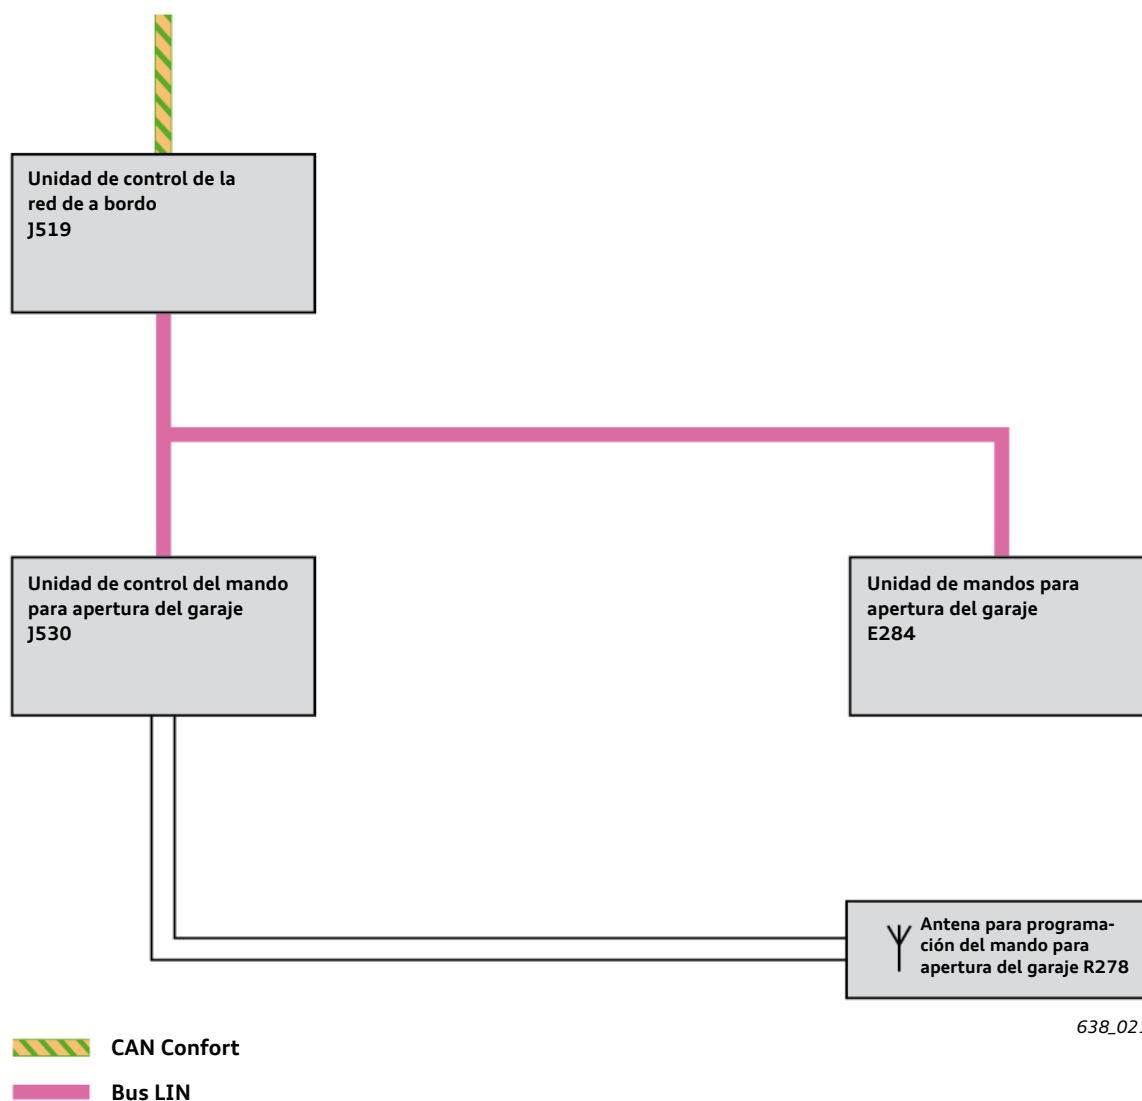 Unidad de control de la
red de a bordo
J519
Unidad de control del mando
para apertura del garaje
J530
Unidad de mandos para
apertura del garaje
E284
Antena para programa-
ción del mando para
apertura del garaje R278
638_021
CAN Confort
Bus LIN